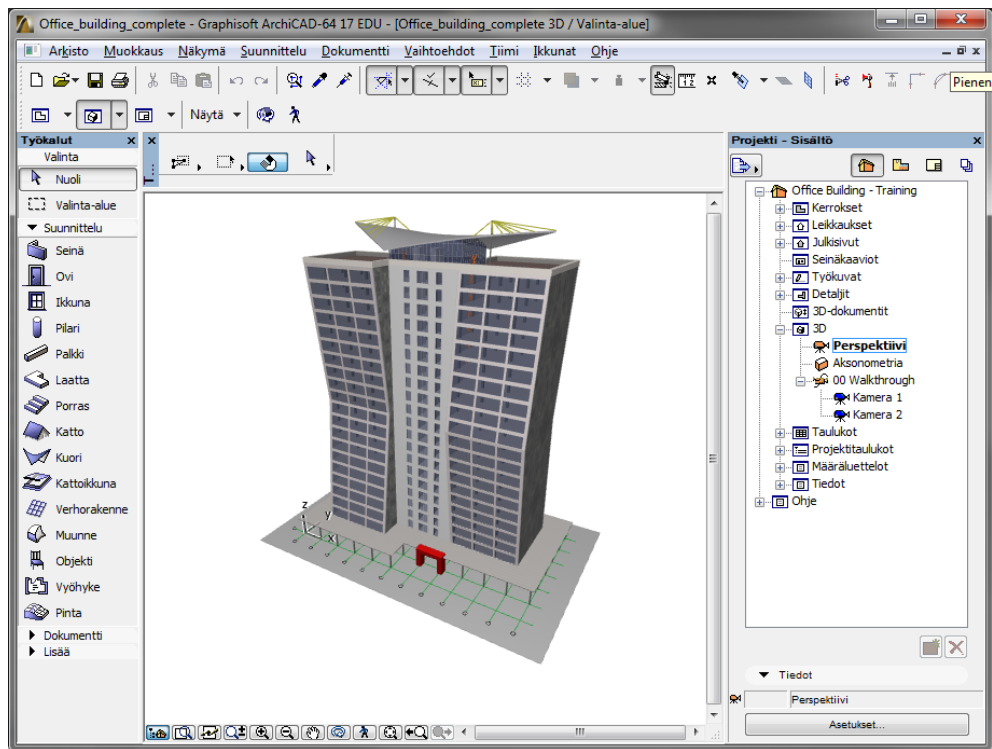 Office_building_complete - Graphisoft ArchiCAD-64 17 EDU - [Office_building_complete 3D / Valinta-alue]
Arkisto Muokkaus Näkymä Suunnittelu Dokumentti Vaihtoehdot Tiimi Ikkunat Ohje
Pienen
Näytä
Työkalut
Valinta
Nuoli
Valinta-alue
Suunnittelu
Seinä
Ovi
Ikkuna
Pilari
Palkki
Laatta
Porras
Katto
Kuori
Kattoikkuna
Verhorakenne
Muunne
Objekti
Vyöhyke
Pinta
Dokumentti
Lisää
z
y
x
Projekti - Sisältö
Office Building - Training
Kerrokset
Leikkaukset
Julkisivut
Seinäkaaviot
Työkuvat
Detaljit
3D-dokumentit
3D
Perspektiivi
Aksonometria
00 Walkthrough
Kamera 1
Kamera 2
Taulukot
Projektitaulukot
Määräluettelot
Tiedot
Ohje
Tiedot
Perspektiivi
Asetukset...